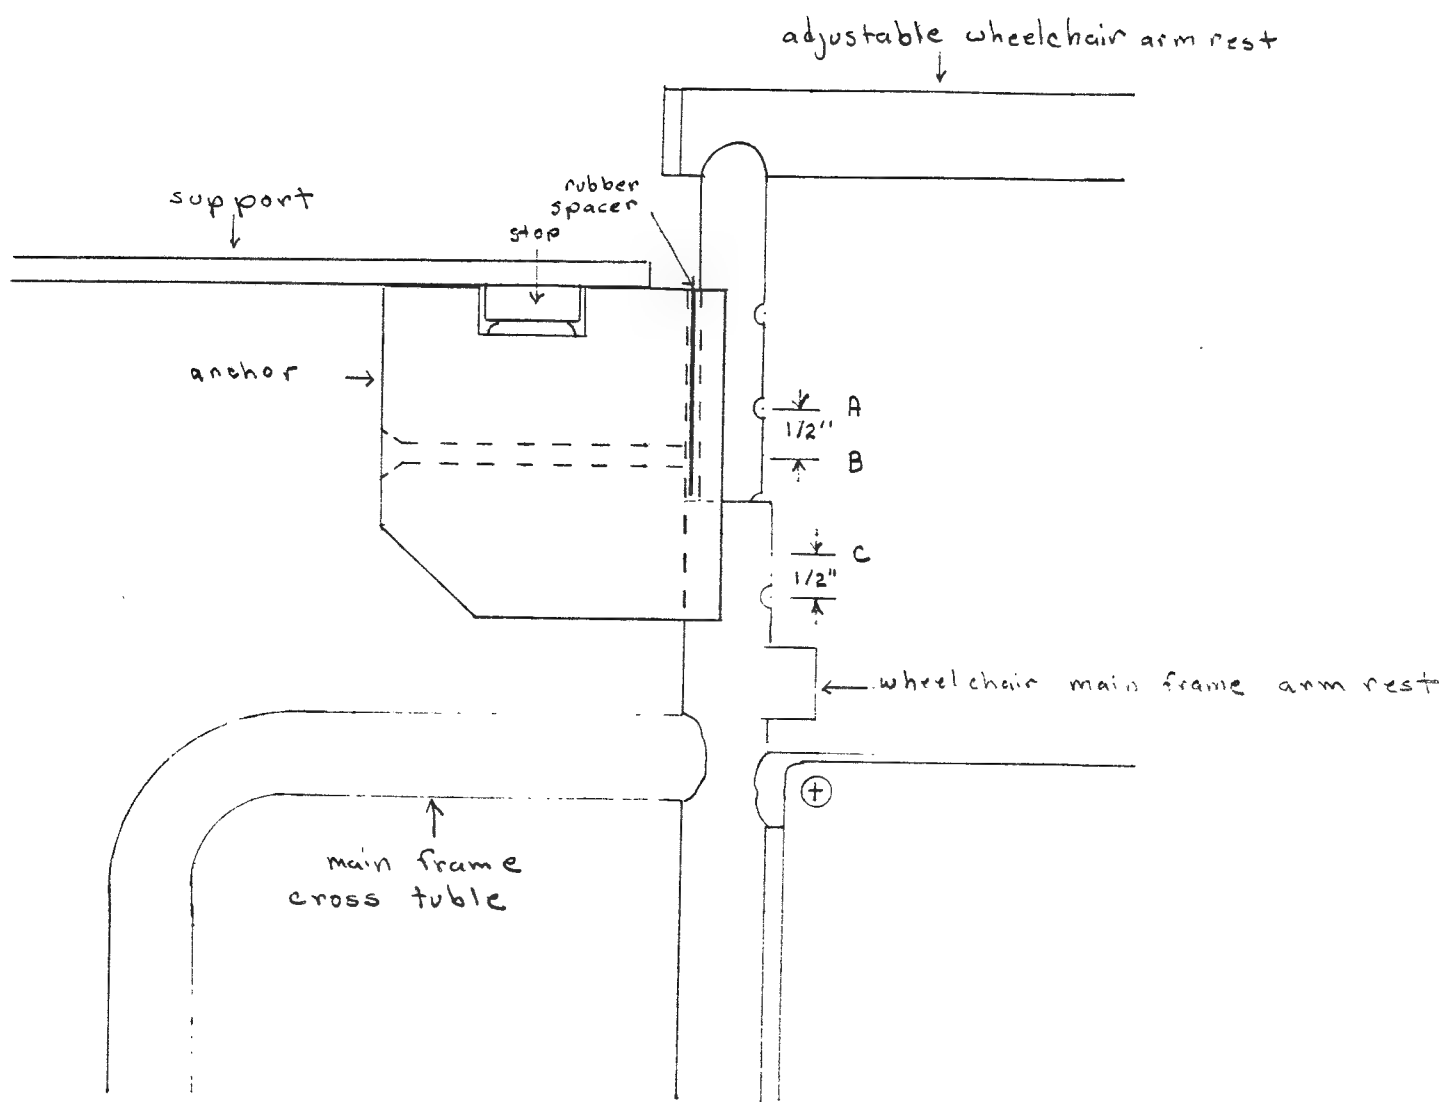 adjustable wheelchair arm rest
support
rubber
spacer
stop
anchor
A
1/2"
B
C
1/2"
wheelchair main frame arm rest
main frame
cross tuble